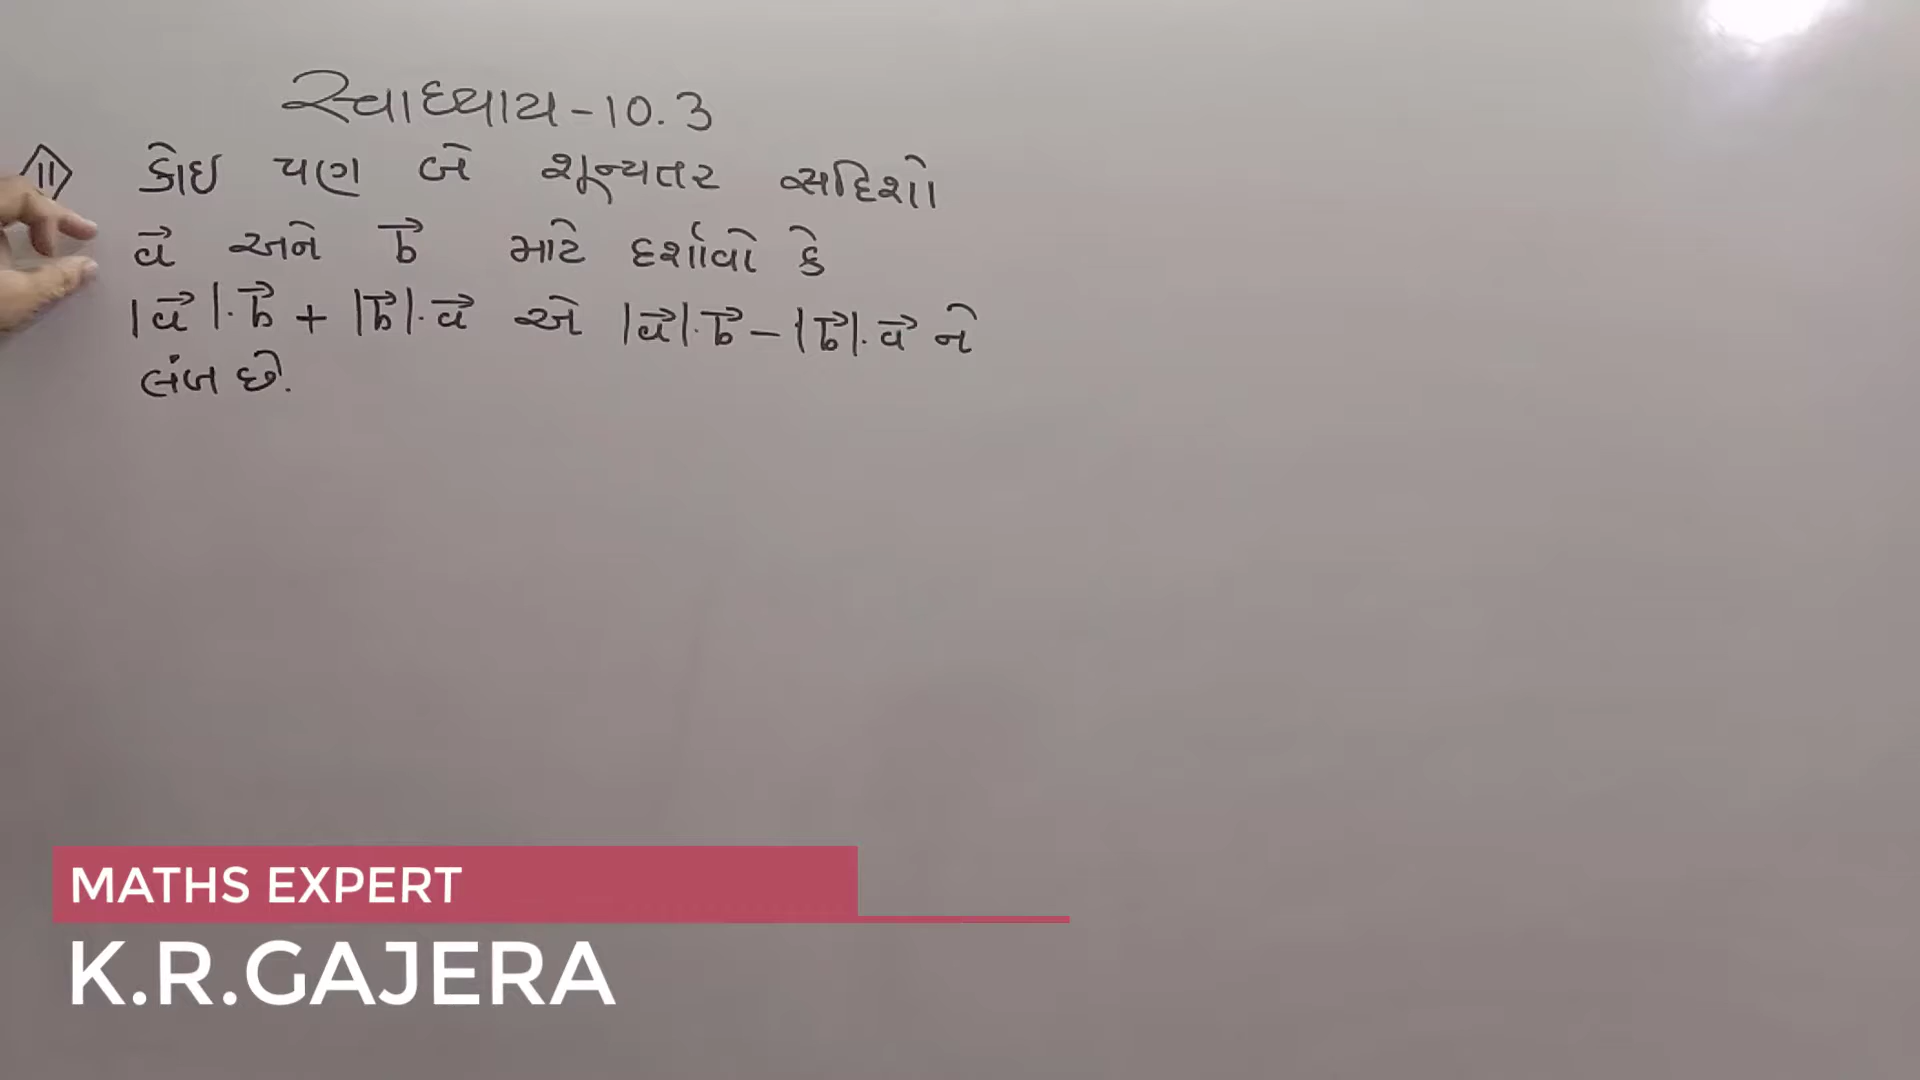 સ્વાધ્યાય - 10.3
11 કોઇ પણ બે શૂન્યતર સદિશો
a⃗ અને b⃗ માટે દર્શાવો કે
|a⃗|.b⃗ + |b⃗|.a⃗ એ |a⃗|.b⃗ - |b⃗|.a⃗ ને
લંબ છે.
MATHS EXPERT
K.R.GAJERA